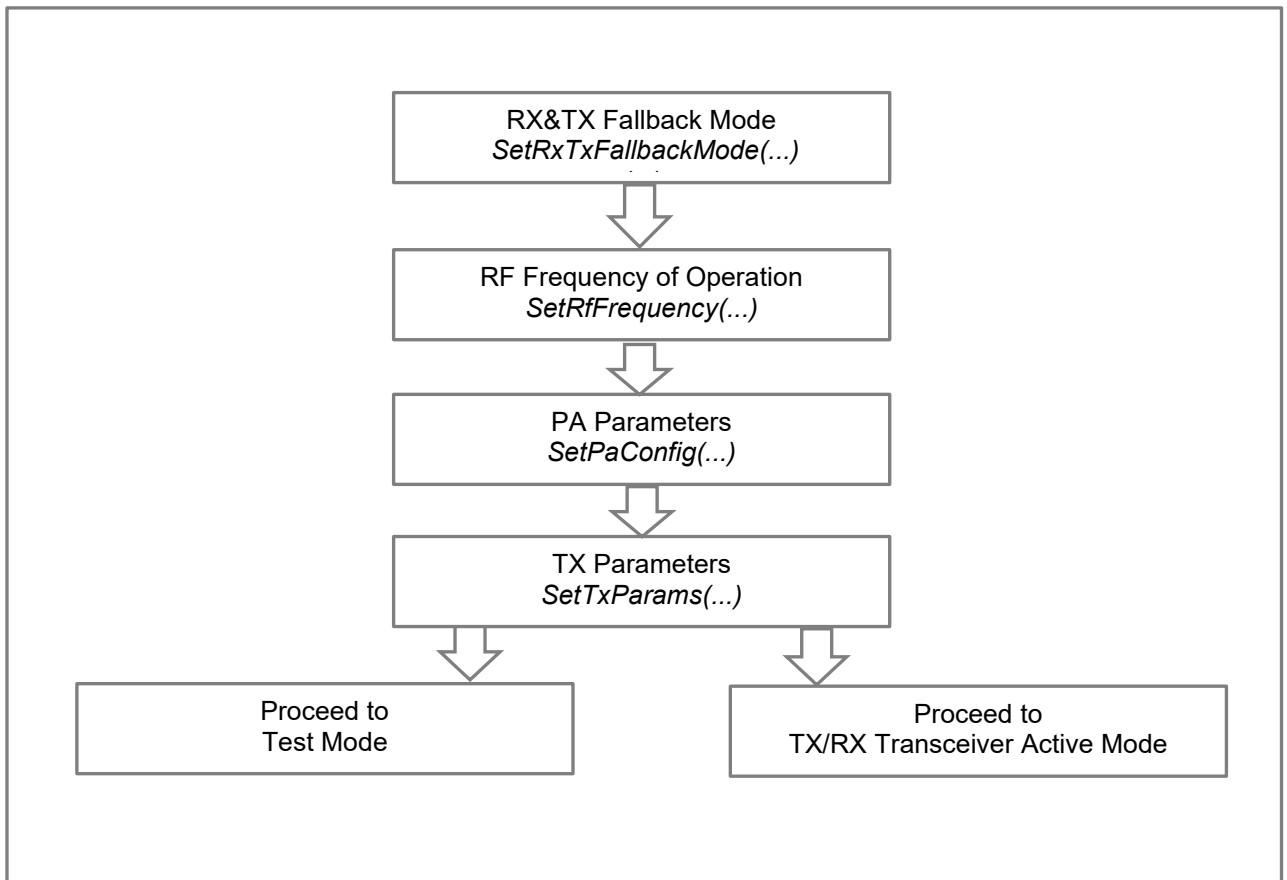 RX&TX Fallback Mode
SetRxTxFallbackMode(...)
RF Frequency of Operation
SetRfFrequency(...)
PA Parameters
SetPaConfig(...)
TX Parameters
SetTxParams(...)
Proceed to
Test Mode
Proceed to
TX/RX Transceiver Active Mode